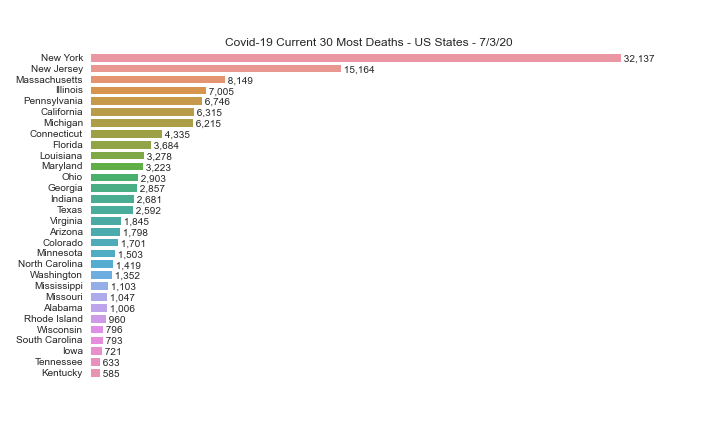 Covid-19 Current 30 Most Deaths - US States - 7/3/20
New York 32,137
New Jersey 15,164
Massachusetts 8,149
Illinois 7,005
Pennsylvania 6,746
California 6,315
Michigan 6,215
Connecticut 4,335
Florida 3,684
Louisiana 3,278
Maryland 3,223
Ohio 2,903
Georgia 2,857
Indiana 2,681
Texas 2,592
Virginia 1,845
Arizona 1,798
Colorado 1,701
Minnesota 1,503
North Carolina 1,419
Washington 1,352
Mississippi 1,103
Missouri 1,047
Alabama 1,006
Rhode Island 960
Wisconsin 796
South Carolina 793
Iowa 721
Tennessee 633
Kentucky 585